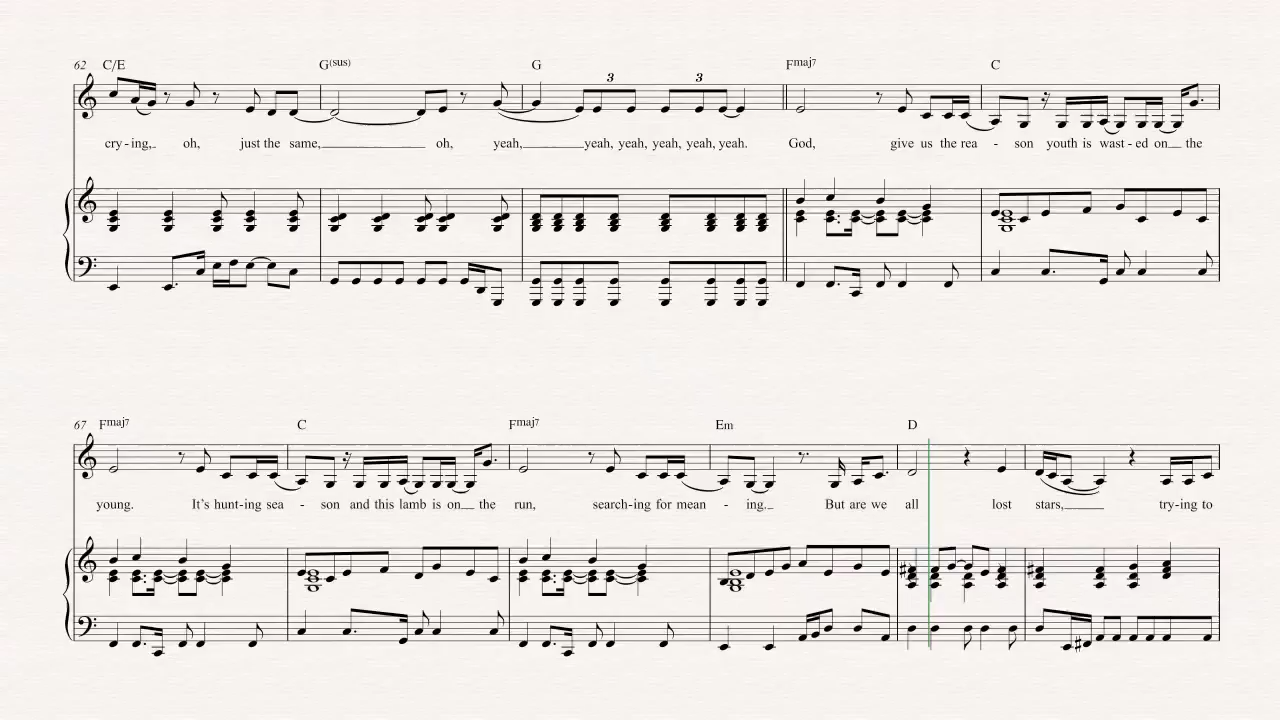 62 C/E G(sus) G Fmaj7 C
3 3
cry - ing, oh, just the same, oh, yeah, yeah, yeah, yeah, yeah, yeah. God, give us the rea - son youth is wast - ed on the
67 Fmaj7 C Fmaj7 Em D
young. It's hunt - ing sea - son and this lamb is on the run, search - ing for mean - ing. But are we all lost stars, try - ing to